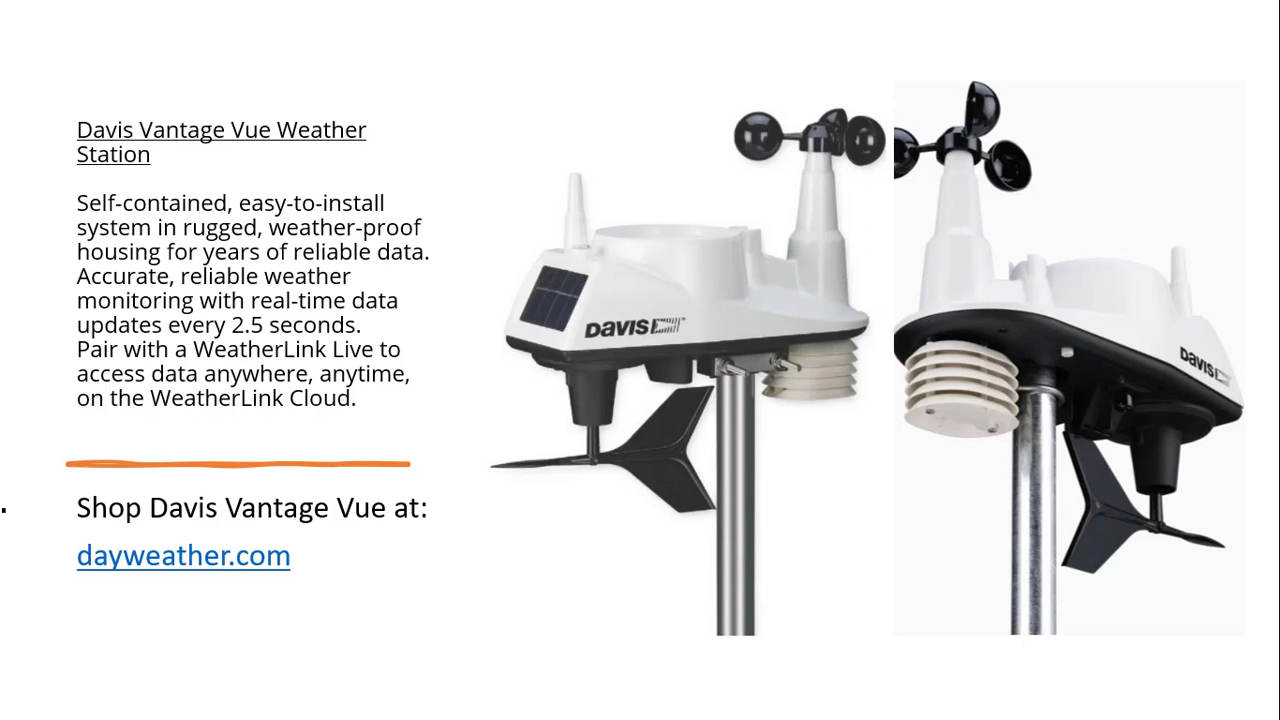 Davis Vantage Vue Weather
Station
Self-contained, easy-to-install
system in rugged, weather-proof
housing for years of reliable data.
Accurate, reliable weather
monitoring with real-time data
updates every 2.5 seconds.
Pair with a WeatherLink Live to
access data anywhere, anytime,
on the WeatherLink Cloud.
Shop Davis Vantage Vue at:
dayweather.com
DAVIS
DAVIS